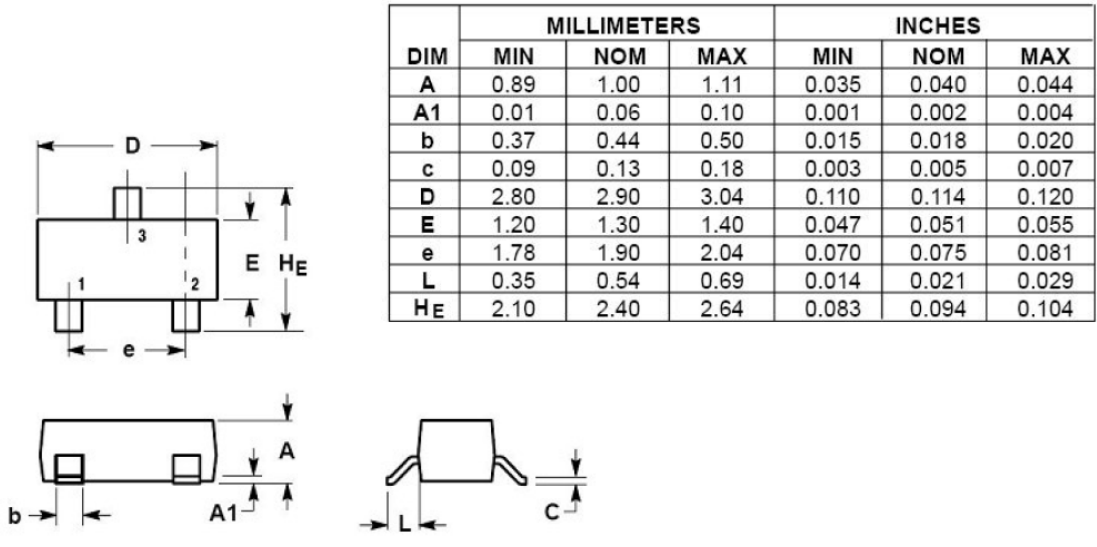 MILLIMETERS INCHES
DIM MIN NOM MAX MIN NOM MAX
A 0.89 1.00 1.11 0.035 0.040 0.044
A1 0.01 0.06 0.10 0.001 0.002 0.004
b 0.37 0.44 0.50 0.015 0.018 0.020
c 0.09 0.13 0.18 0.003 0.005 0.007
D 2.80 2.90 3.04 0.110 0.114 0.120
E 1.20 1.30 1.40 0.047 0.051 0.055
e 1.78 1.90 2.04 0.070 0.075 0.081
L 0.35 0.54 0.69 0.014 0.021 0.029
HE 2.10 2.40 2.64 0.083 0.094 0.104
D
3
E HE
1 2
e
A
b A1
L C